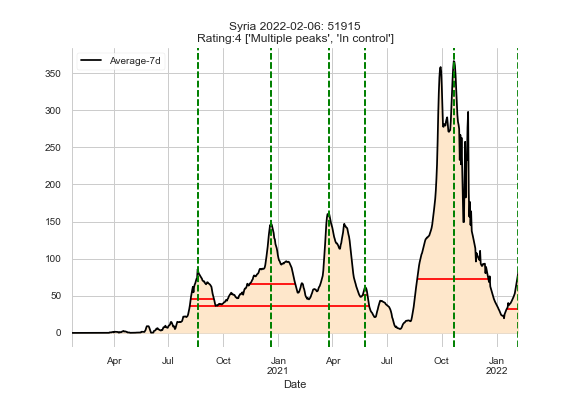 Syria 2022-02-06: 51915
Rating:4 ['Multiple peaks', 'In control']
Average-7d
350
300
250
200
150
100
50
0
Apr Jul Oct Jan Apr Jul Oct Jan
2021 2022
Date